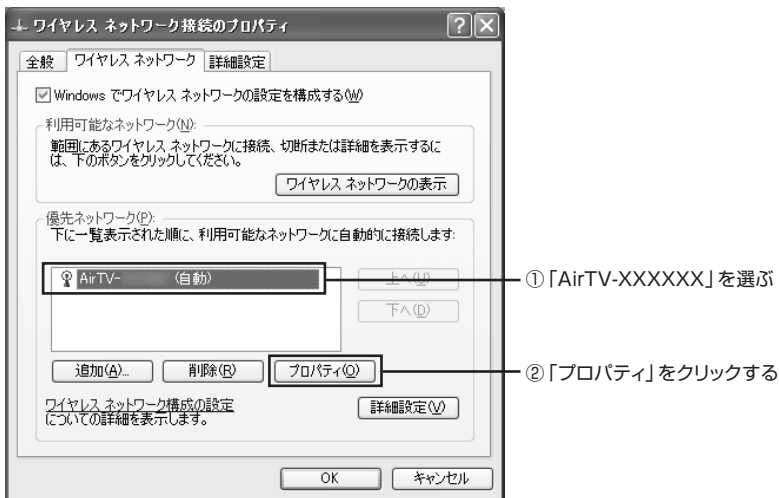 ワイヤレス ネットワーク接続のプロパティ
全般
ワイヤレス ネットワーク
詳細設定
Windows でワイヤレス ネットワークの設定を構成する(W)
利用可能なネットワーク(N):
範囲にあるワイヤレス ネットワークに接続、切断または詳細を表示するに
は、下のボタンをクリックしてください。
ワイヤレス ネットワークの表示
優先ネットワーク(P):
下に一覧表示された順に、利用可能なネットワークに自動的に接続します:
AirTV- (自動)
上へ(U)
①「AirTV-XXXXXX」を選ぶ
下へ(D)
追加(A)...
削除(R)
プロパティ(O)
②「プロパティ」をクリックする
ワイヤレス ネットワーク構成の設定
についての詳細を表示します。
詳細設定(V)
OK
キャンセル